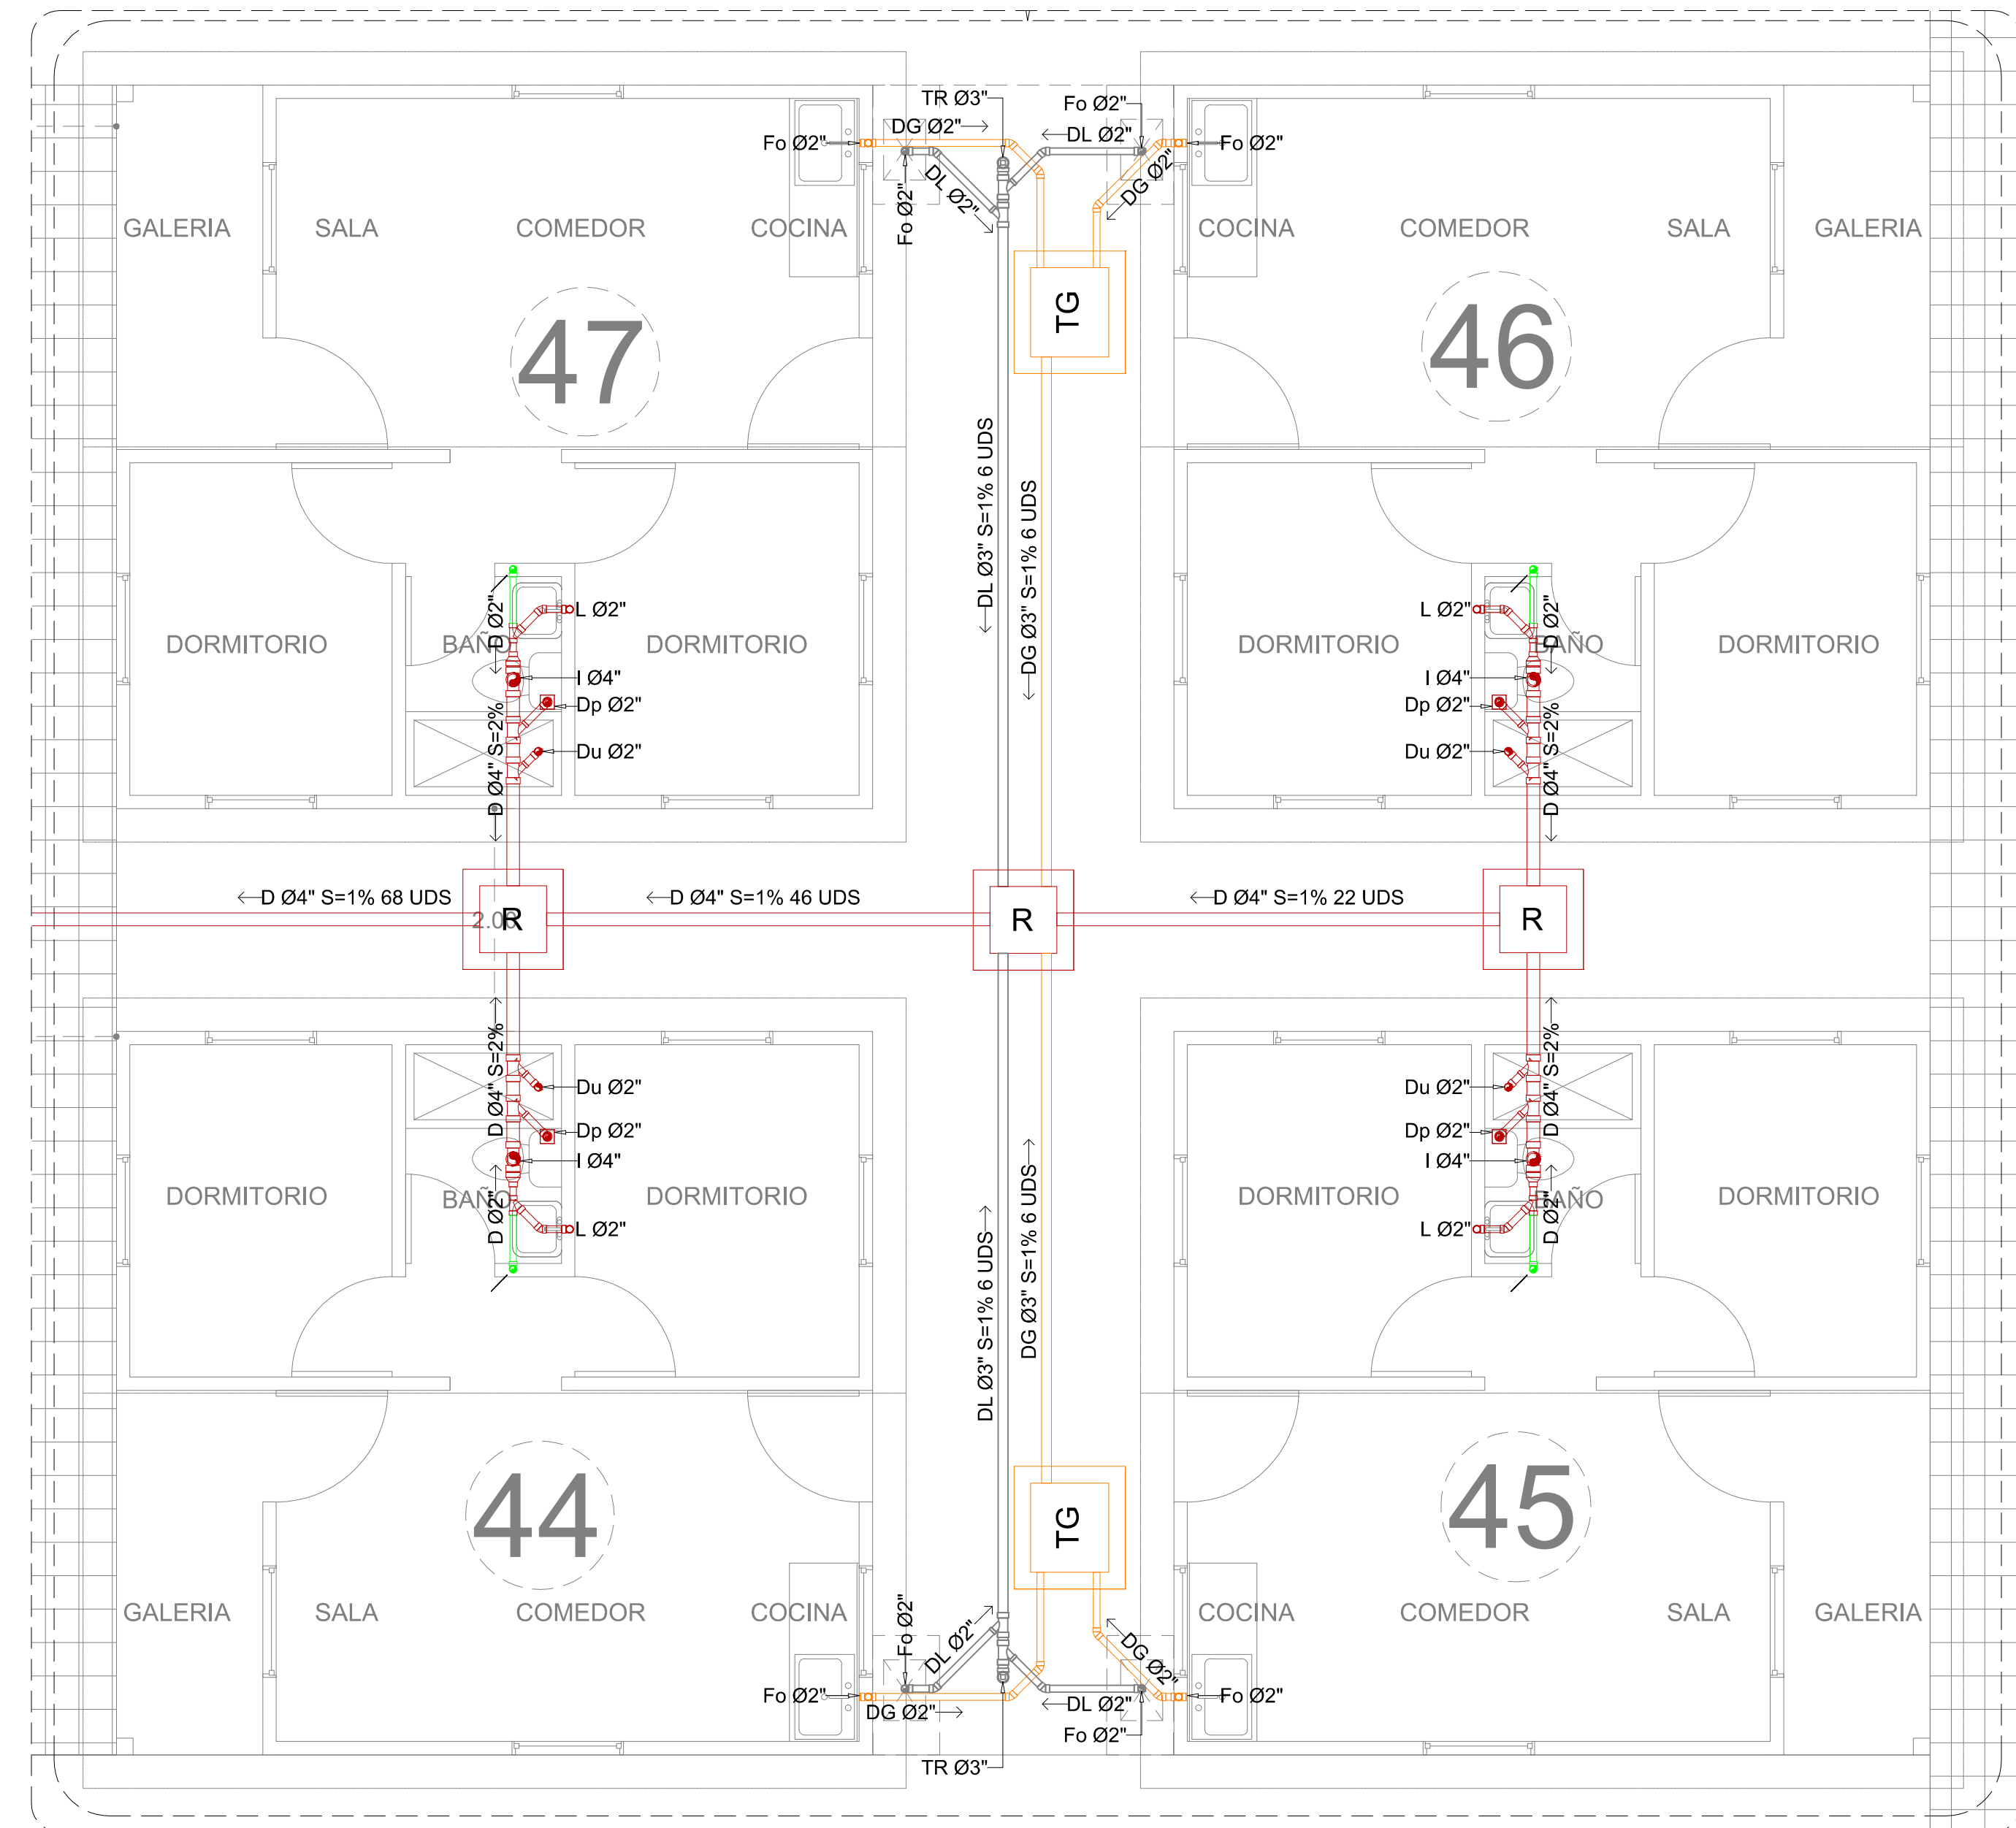 TR Ø3"
Fo Ø2"
DG Ø2"
DL Ø2"
Fo Ø2"
Fo Ø2"
DL Ø2"
DG Ø2"
Fo Ø2"
GALERIA
SALA
COMEDOR
COCINA
COCINA
COMEDOR
SALA
GALERIA
TG
47
46
DL Ø3" S=1% 6 UDS
DG Ø3" S=1% 6 UDS
D Ø2"
L Ø2"
L Ø2"
D Ø2"
DORMITORIO
BAÑO
DORMITORIO
DORMITORIO
BAÑO
DORMITORIO
I Ø4"
I Ø4"
Dp Ø2"
Dp Ø2"
Du Ø2"
Du Ø2"
D Ø4" S=2%
D Ø4" S=2%
D Ø4" S=1% 68 UDS
D Ø4" S=1% 46 UDS
D Ø4" S=1% 22 UDS
2.00
R
R
R
D Ø4" S=2%
D Ø4" S=2%
Du Ø2"
Du Ø2"
Dp Ø2"
Dp Ø2"
I Ø4"
I Ø4"
DORMITORIO
BAÑO
DORMITORIO
DORMITORIO
BAÑO
DORMITORIO
D Ø2"
L Ø2"
L Ø2"
D Ø2"
DL Ø3" S=1% 6 UDS
DG Ø3" S=1% 6 UDS
44
45
TG
GALERIA
SALA
COMEDOR
COCINA
COCINA
COMEDOR
SALA
GALERIA
Fo Ø2"
DL Ø2"
DG Ø2"
Fo Ø2"
Fo Ø2"
DG Ø2"
DL Ø2"
Fo Ø2"
TR Ø3"